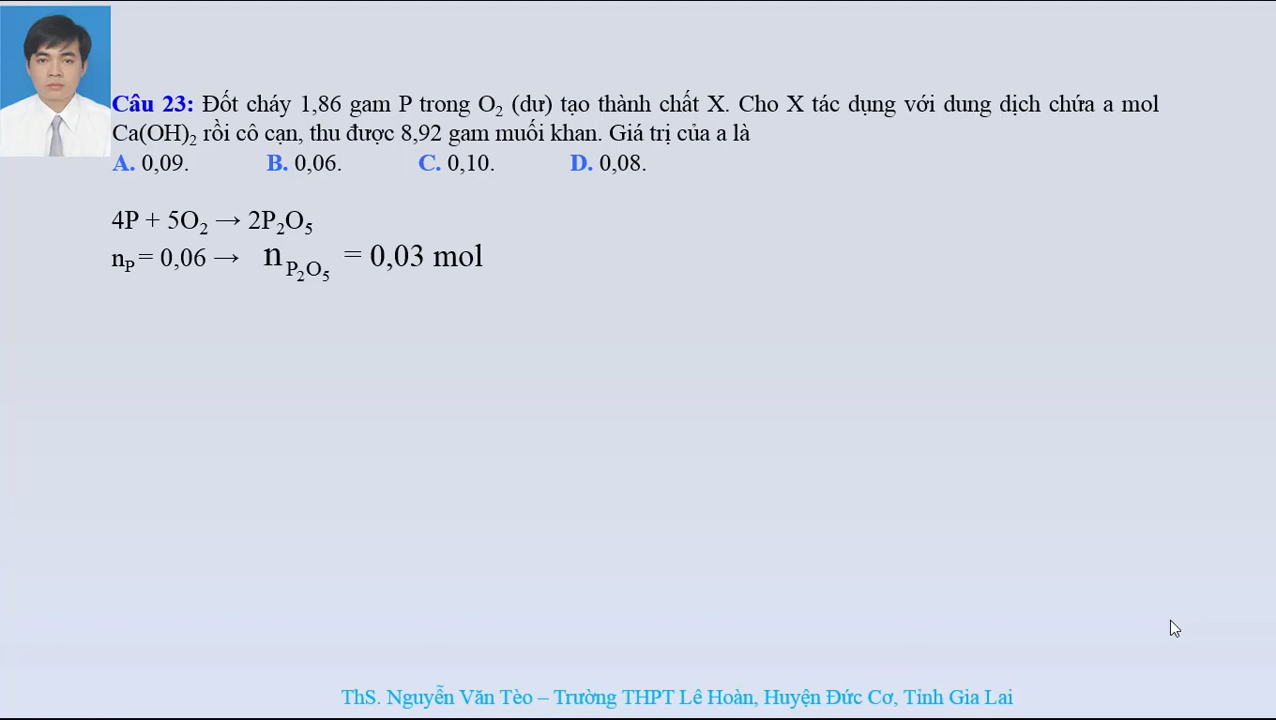 Câu 23: Đốt cháy 1,86 gam P trong O₂ (dư) tạo thành chất X. Cho X tác dụng với dung dịch chứa a mol
Ca(OH)₂ rồi cô cạn, thu được 8,92 gam muối khan. Giá trị của a là
A. 0,09. B. 0,06. C. 0,10. D. 0,08.
4P + 5O₂ → 2P₂O₅
nP = 0,06 → nP₂O₅ = 0,03 mol
ThS. Nguyễn Văn Tèo – Trường THPT Lê Hoàn, Huyện Đức Cơ, Tỉnh Gia Lai